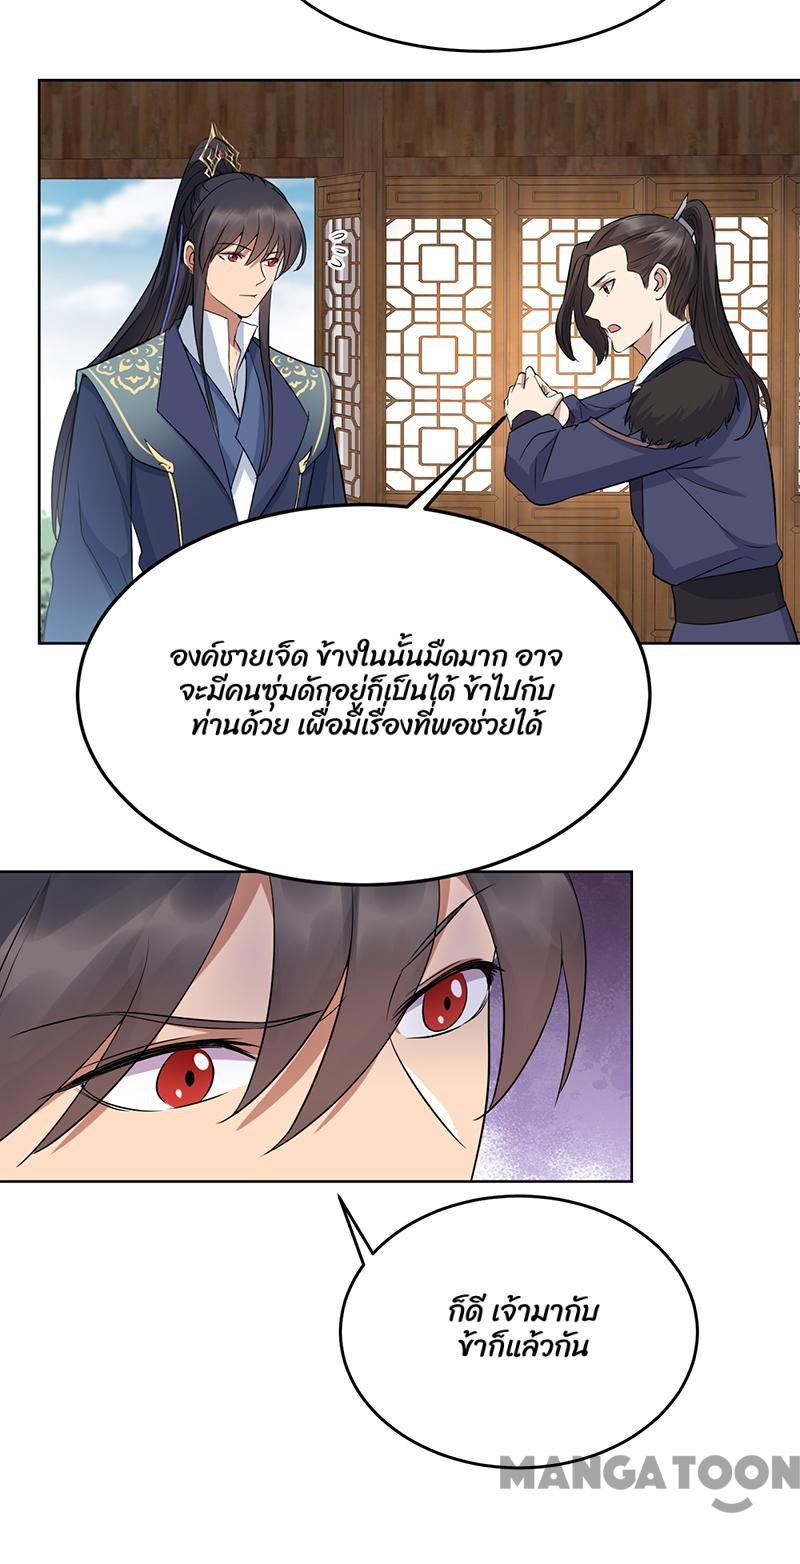 องค์ชายเจ็ด ข้างในนั้นมืดมาก อาจ
จะมีคนซุ่มดักอยู่ก็เป็นได้ ข้าไปกับ
ท่านด้วย เผื่อมีเรื่องที่พอช่วยได้
ก็ดี เจ้ามากับ
ข้าก็แล้วกัน
MANGATOON